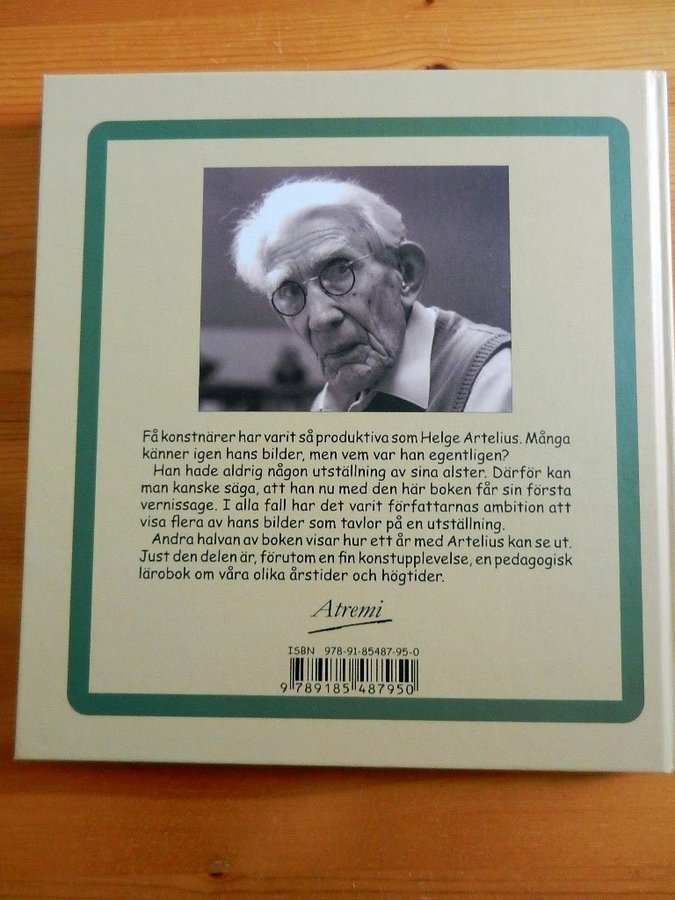 Få konstnärer har varit så produktiva som Helge Artelius. Många
känner igen hans bilder, men vem var han egentligen?
Han hade aldrig någon utställning av sina alster. Därför kan
man kanske säga, att han nu med den här boken får sin första
vernissage. I alla fall har det varit författarnas ambition att
visa flera av hans bilder som tavlor på en utställning.
Andra halvan av boken visar hur ett år med Artelius kan se ut.
Just den delen är, förutom en fin konstupplevelse, en pedagogisk
lärobok om våra olika årstider och högtider.
Atremi
ISBN 978-91-85487-95-0
9 789185 487950